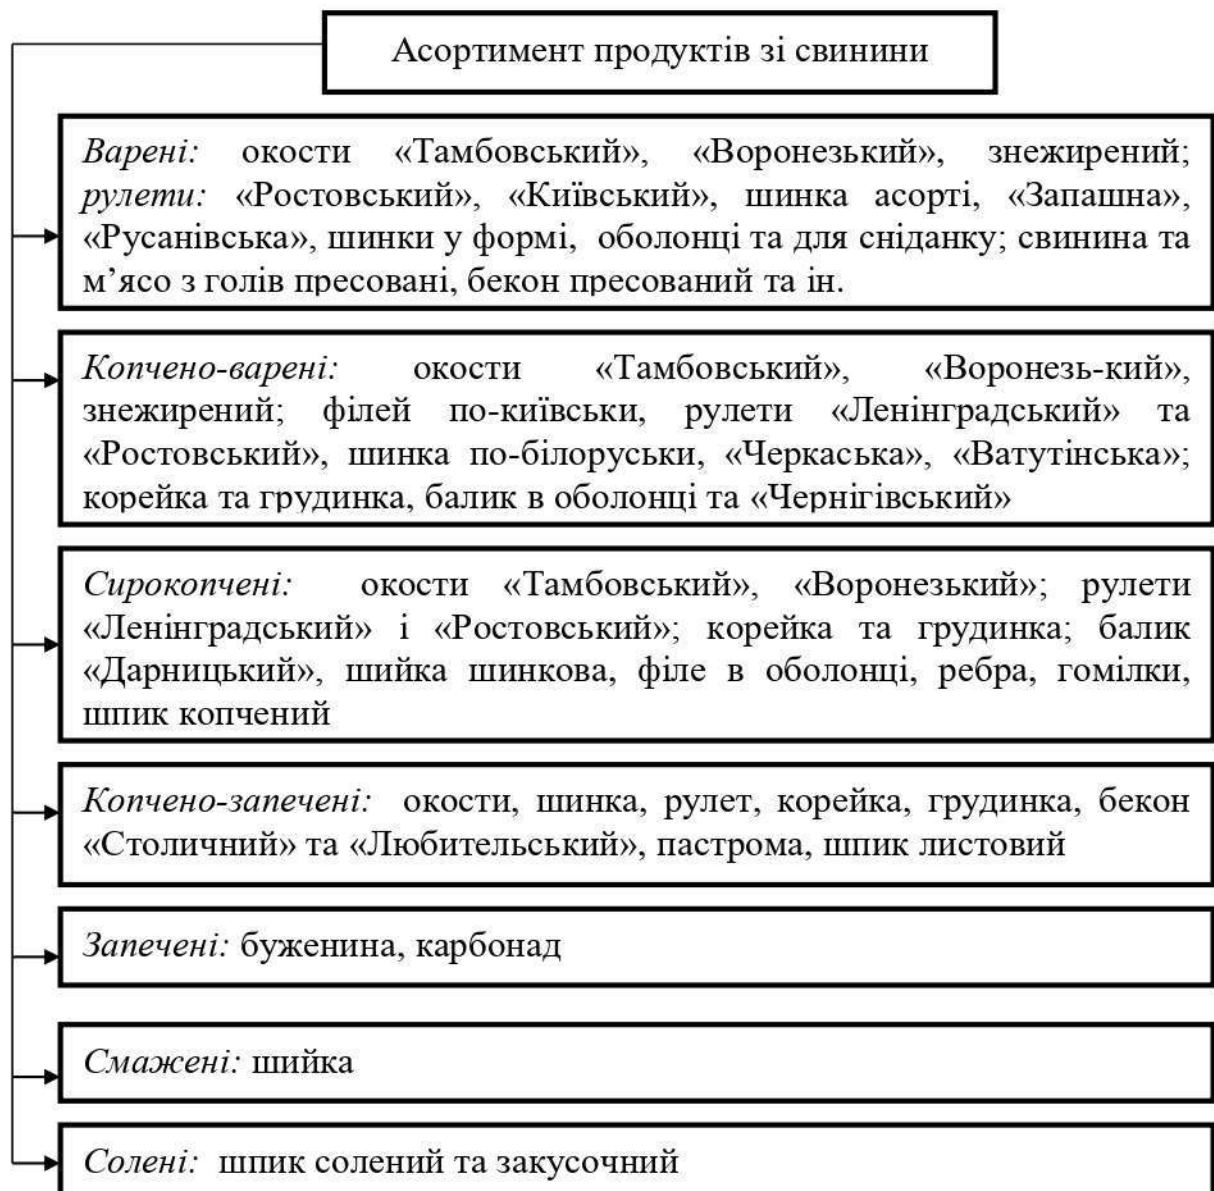 Асортимент продуктів зі свинини
Варені: окости «Тамбовський», «Воронезький», знежирений;
рулети: «Ростовський», «Київський», шинка асорті, «Запашна»,
«Русанівська», шинки у формі, оболонці та для сніданку; свинина та
м’ясо з голів пресовані, бекон пресований та ін.
Копчено-варені: окости «Тамбовський», «Воронезь-кий»,
знежирений; філей по-київськи, рулети «Ленінградський» та
«Ростовський», шинка по-білоруськи, «Черкаська», «Ватутінська»;
корейка та грудинка, балик в оболонці та «Чернігівський»
Сирокопчені: окости «Тамбовський», «Воронезький»; рулети
«Ленінградський» і «Ростовський»; корейка та грудинка; балик
«Дарницький», шийка шинкова, філе в оболонці, ребра, гомілки,
шпик копчений
Копчено-запечені: окости, шинка, рулет, корейка, грудинка, бекон
«Столичний» та «Любительський», пастрома, шпик листовий
Запечені: буженина, карбонад
Смажені: шийка
Солені: шпик солений та закусочний